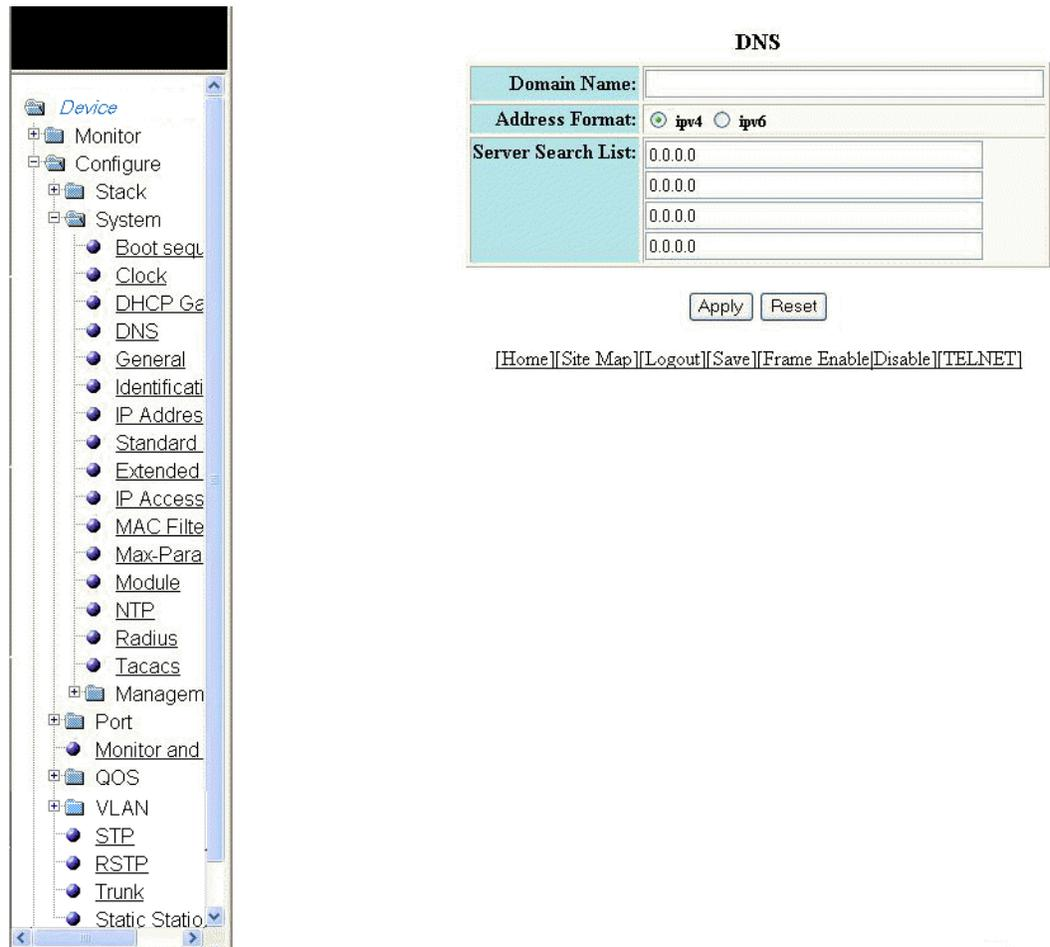 Device
Monitor
Configure
Stack
System
Boot sequ
Clock
DHCP Ga
DNS
General
Identificati
IP Addres
Standard
Extended
IP Access
MAC Filte
Max-Para
Module
NTP
Radius
Tacacs
Managem
Port
Monitor and
QOS
VLAN
STP
RSTP
Trunk
Static Statio
DNS
Domain Name:
Address Format: ipv4 ipv6
Server Search List: 0.0.0.0
0.0.0.0
0.0.0.0
0.0.0.0
Apply Reset
[Home][Site Map][Logout][Save][Frame Enable|Disable][TELNET]